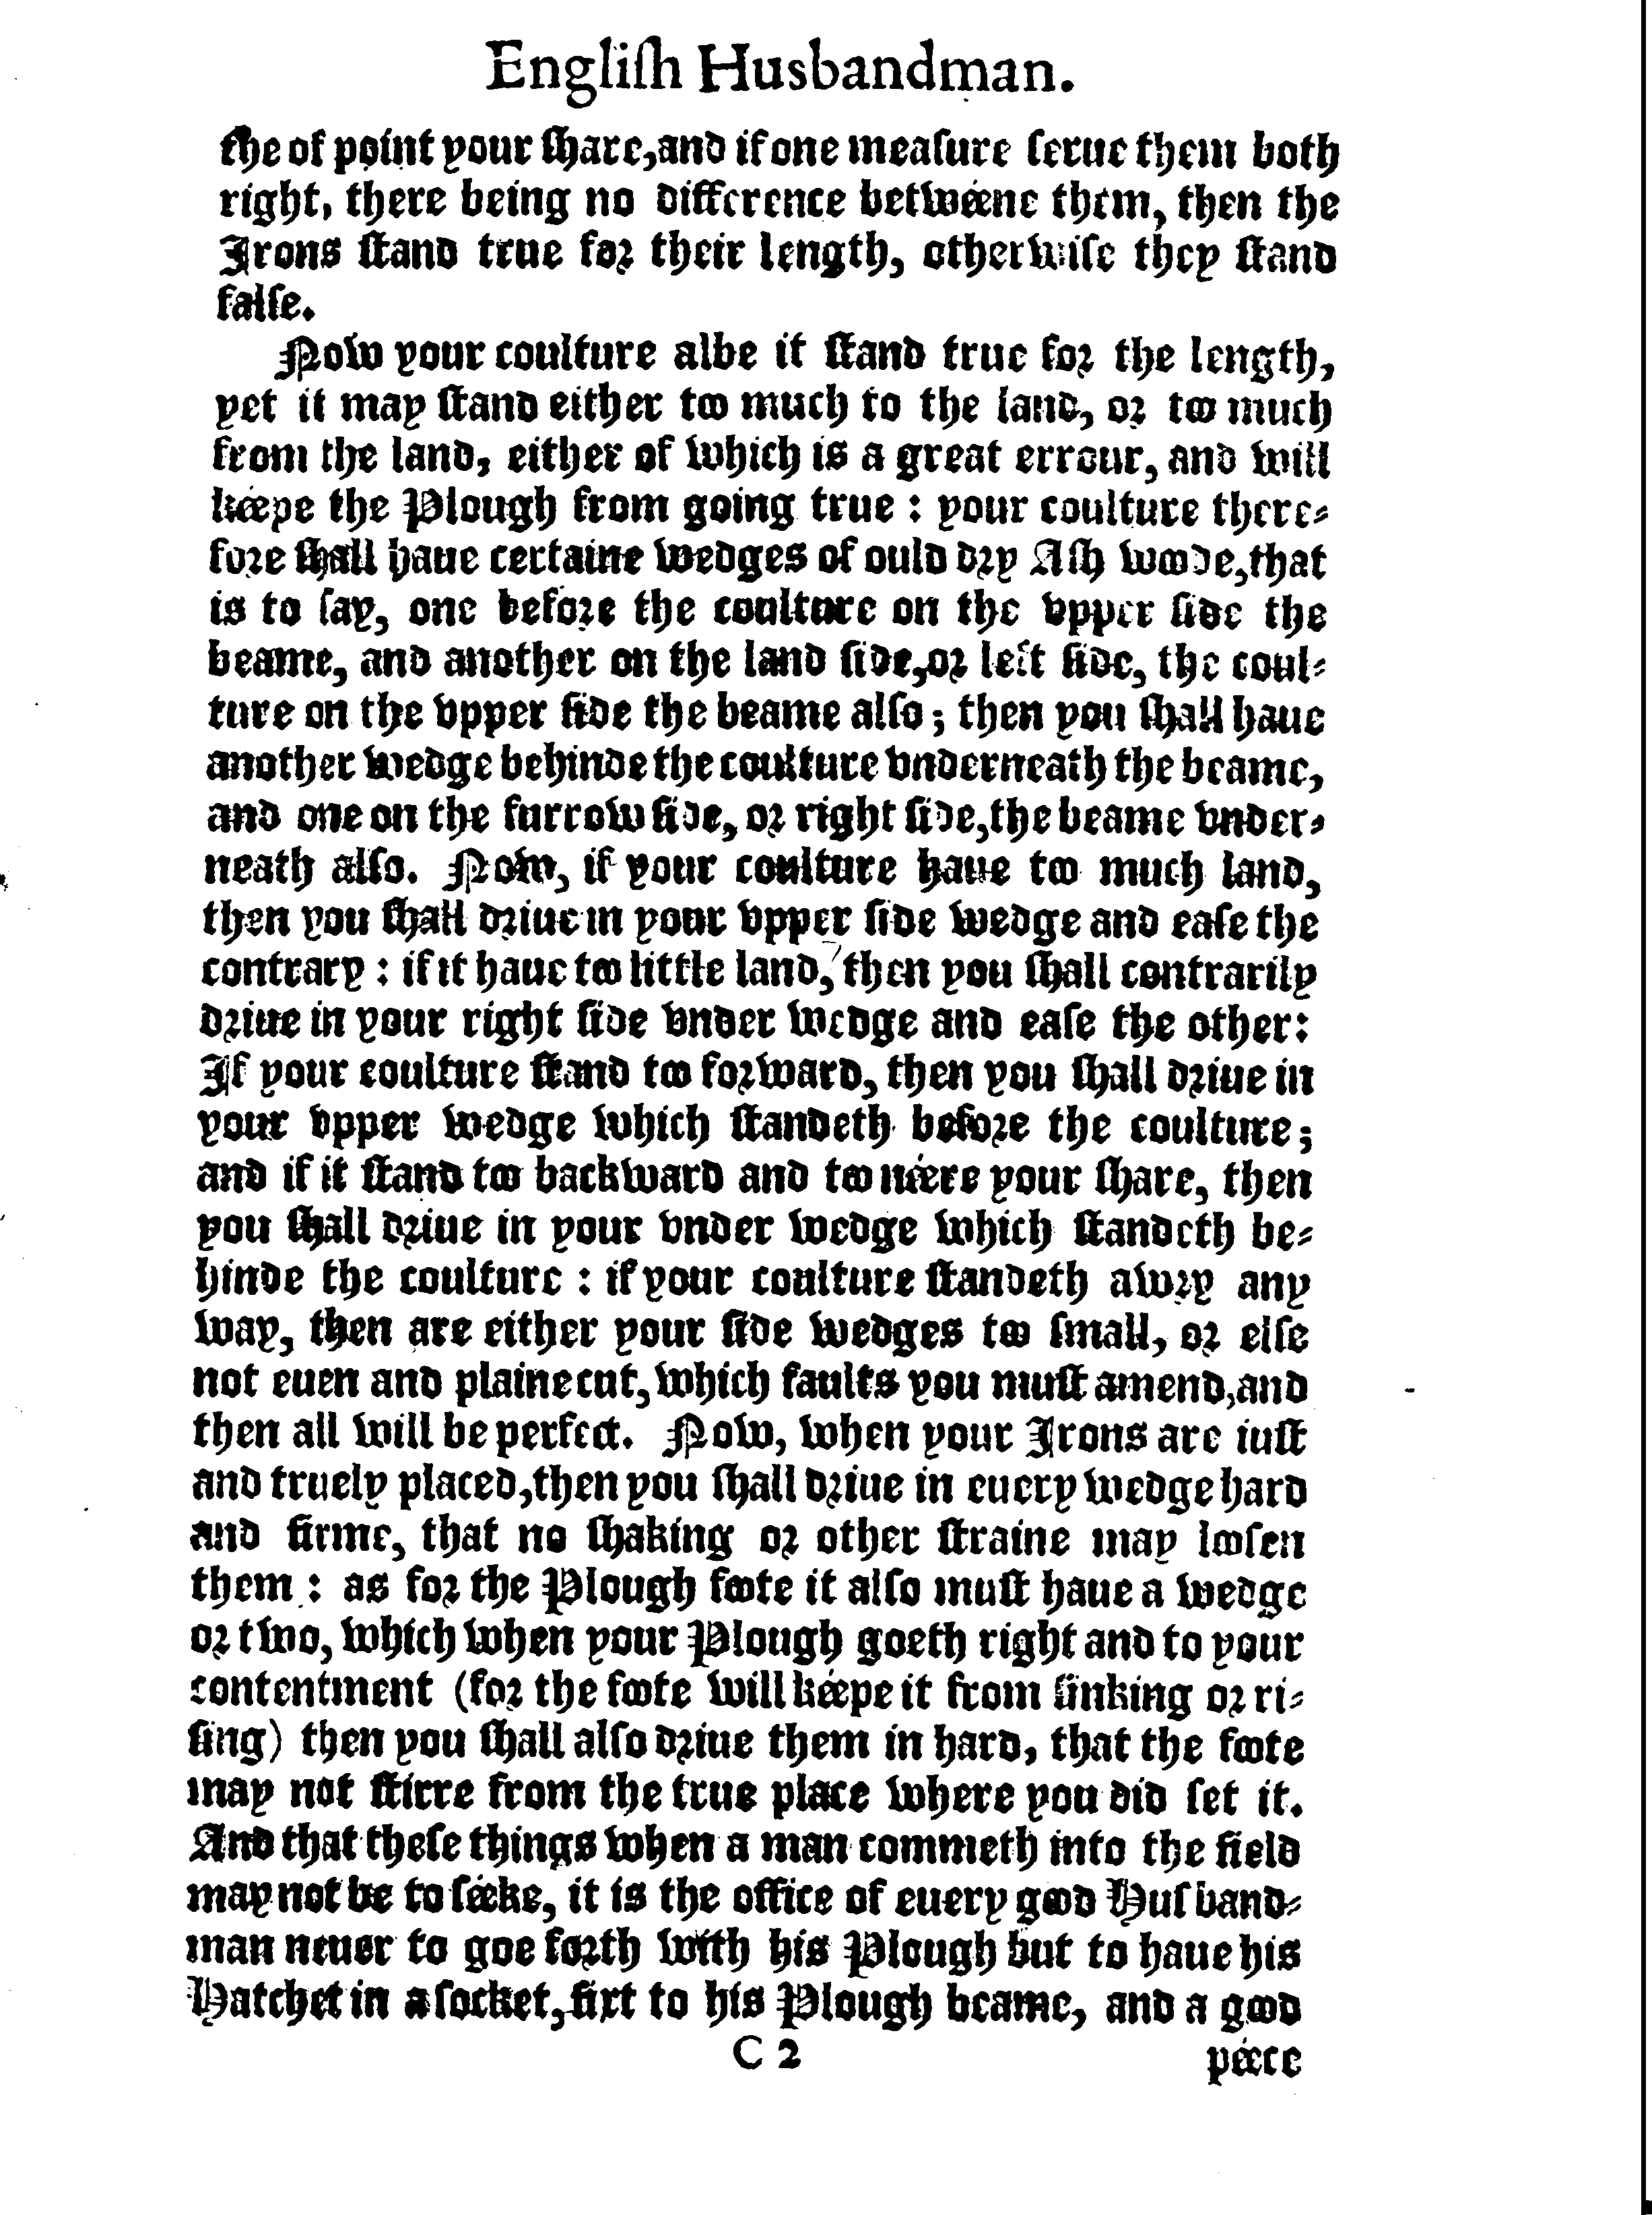 Engliſh Husbandman.
the of point your ſhare, and if one meaſure ſerue them both
right, there being no difference betwéene them, then the
Irons ſtand true for their length, otherwiſe they ſtand
falſe.
Now your coulture albe it ſtand true for the length,
yet it may ſtand either too much to the land, or too much
from the land, either of which is a great errour, and will
kéepe the Plough from going true : your coulture there-
fore ſhall haue certaine wedges of ould dry Aſh woode, that
is to ſay, one before the coulture on the vpper ſide the
beame, and another on the land ſide, or left ſide, the coul-
ture on the vpper ſide the beame alſo ; then you ſhall haue
another wedge behinde the coulture vnderneath the beame,
and one on the furrow ſide, or right ſide, the beame vnder-
neath alſo. Now, if your coulture haue too much land,
then you ſhall driue in your vpper ſide wedge and eaſe the
contrary : if it haue too little land, then you ſhall contrarily
driue in your right ſide vnder wedge and eaſe the other:
If your coulture ſtand too forward, then you ſhall driue in
your vpper wedge which ſtandeth before the coulture;
and if it ſtand too backward and too néere your ſhare, then
you ſhall driue in your vnder wedge which ſtandeth be-
hinde the coulture : if your coulture ſtandeth awry any
way, then are either your ſide wedges too ſmall, or elſe
not euen and plaine cut, which faults you muſt amend, and
then all will be perfect. Now, when your Irons are iuſt
and truely placed, then you ſhall driue in euery wedge hard
and firme, that no ſhaking or other ſtraine may looſen
them : as for the Plough foote it alſo muſt haue a wedge
or two, which when your Plough goeth right and to your
contentment (for the foote will kéepe it from ſinking or ri-
ſing) then you ſhall alſo driue them in hard, that the foote
may not ſtirre from the true place where you did ſet it.
And that theſe things when a man commeth into the field
may not be to ſéeke, it is the office of euery good Huſband-
man neuer to goe forth with his Plough but to haue his
Hatchet in a ſocket, fixt to his Plough beame, and a good
C 2
péece